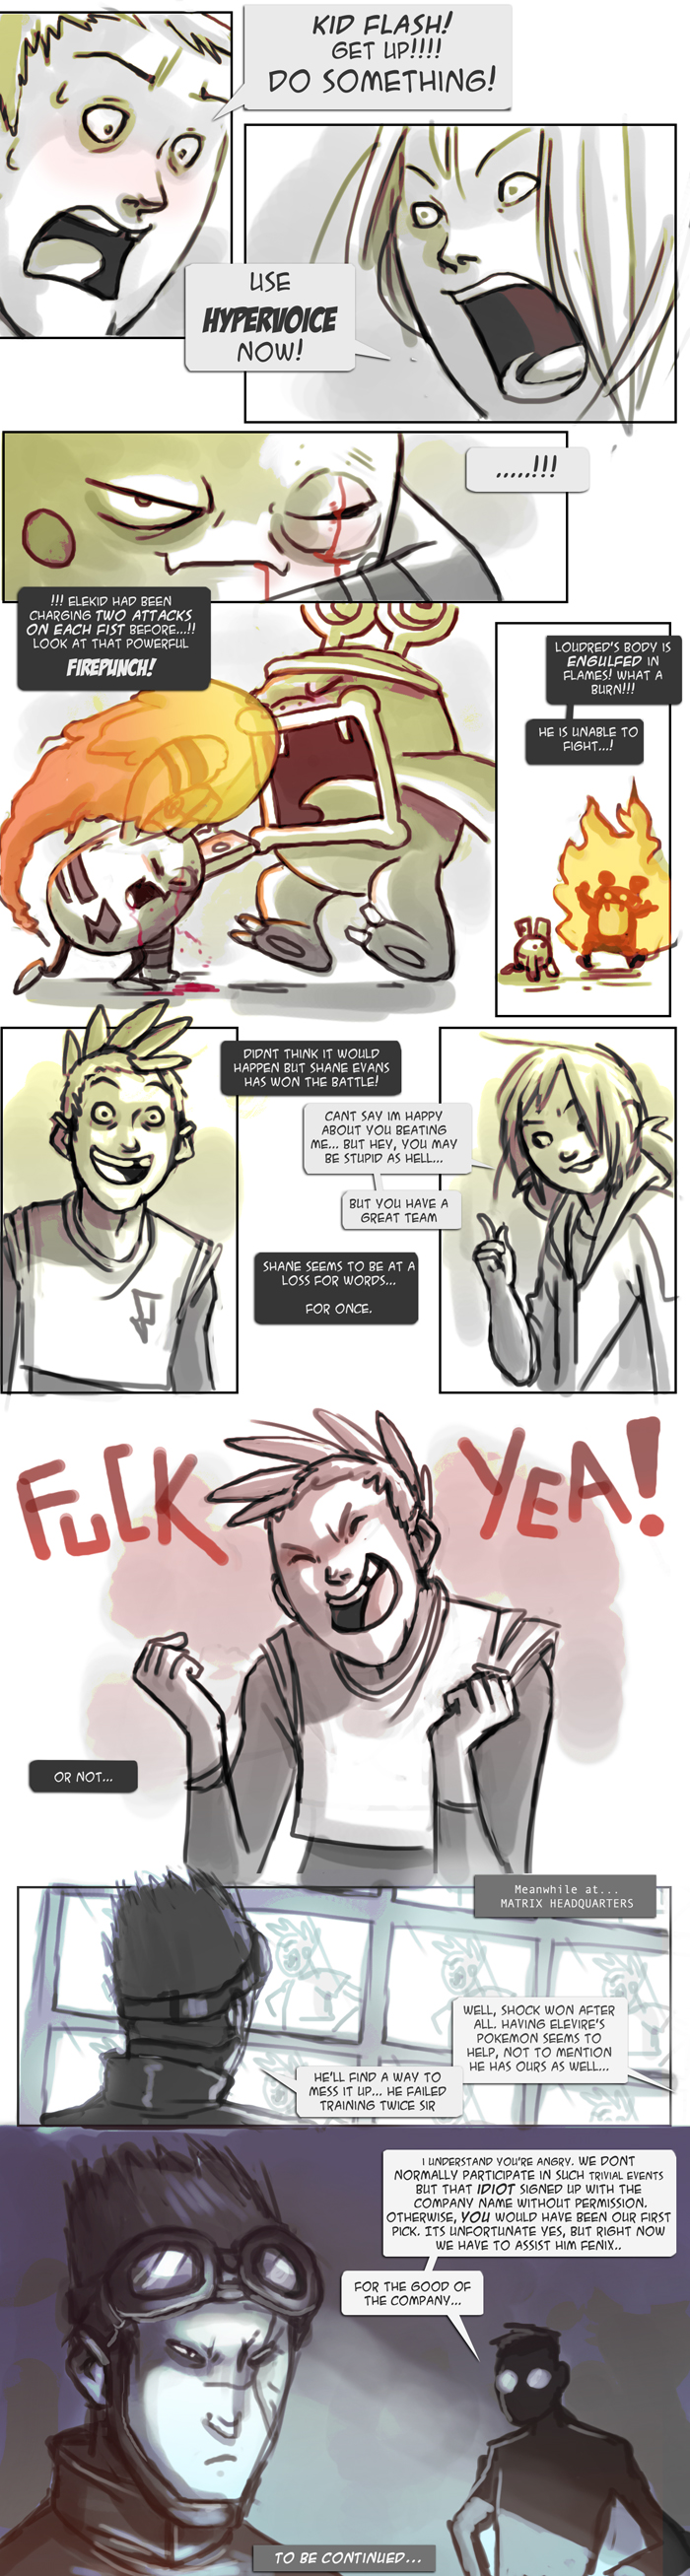 KID FLASH!
GET UP!!!!
DO SOMETHING!
USE
HYPERVOICE
NOW!
.....!!!
!!! ELEKID HAD BEEN
CHARGING TWO ATTACKS
ON EACH FIST BEFORE...!!
LOOK AT THAT POWERFUL
FIREPUNCH!
LOUDRED'S BODY IS
ENGULFED IN
FLAMES! WHAT A
BURN!!!
HE IS UNABLE TO
FIGHT...!
DIDNT THINK IT WOULD
HAPPEN BUT SHANE EVANS
HAS WON THE BATTLE!
CANT SAY IM HAPPY
ABOUT YOU BEATING
ME... BUT HEY, YOU MAY
BE STUPID AS HELL...
BUT YOU HAVE A
GREAT TEAM
SHANE SEEMS TO BE AT A
LOSS FOR WORDS...
FOR ONCE.
FUCK YEA!
OR NOT...
Meanwhile at...
MATRIX HEADQUARTERS
WELL, SHOCK WON AFTER
ALL. HAVING ELEVIRE'S
POKEMON SEEMS TO
HELP, NOT TO MENTION
HE HAS OURS AS WELL...
HE'LL FIND A WAY TO
MESS IT UP... HE FAILED
TRAINING TWICE SIR
I UNDERSTAND YOU'RE ANGRY. WE DONT
NORMALLY PARTICIPATE IN SUCH TRIVIAL EVENTS
BUT THAT IDIOT SIGNED UP WITH THE
COMPANY NAME WITHOUT PERMISSION.
OTHERWISE, YOU WOULD HAVE BEEN OUR FIRST
PICK. ITS UNFORTUNATE YES, BUT RIGHT NOW
WE HAVE TO ASSIST HIM FENIX..
FOR THE GOOD OF
THE COMPANY...
TO BE CONTINUED...